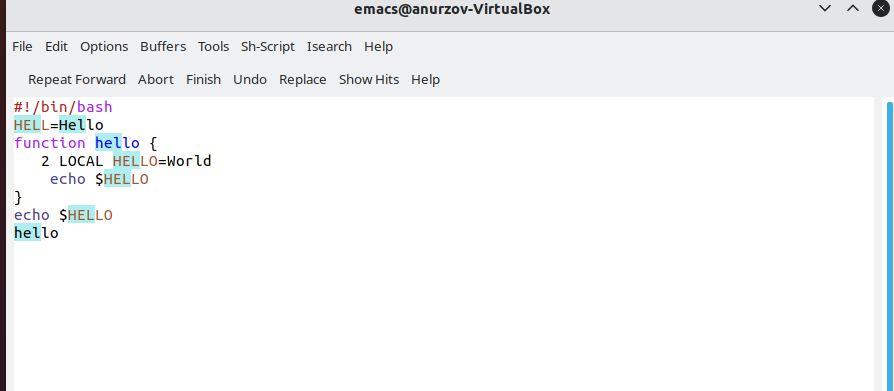 emacs@anurzov-VirtualBox
File Edit Options Buffers Tools Sh-Script Isearch Help
Repeat Forward Abort Finish Undo Replace Show Hits Help
#!/bin/bash
HELL=Hello
function hello {
   2 LOCAL HELLO=World
    echo $HELLO
}
echo $HELLO
hello